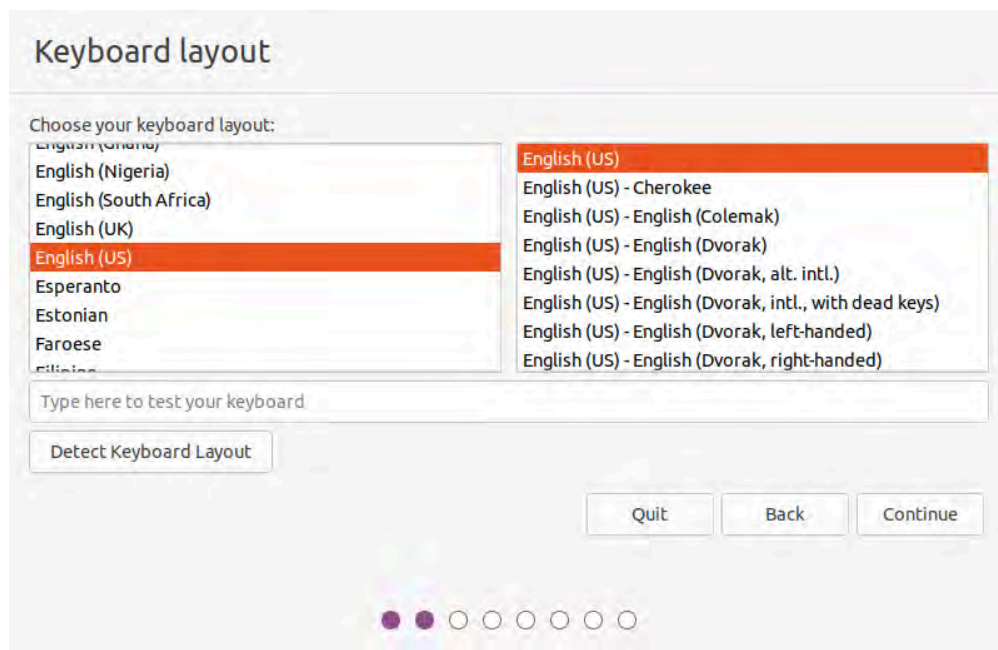 Keyboard layout
Choose your keyboard layout:
English (Ghana)
English (Nigeria)
English (South Africa)
English (UK)
English (US)
Esperanto
Estonian
Faroese
Filipino
English (US)
English (US) - Cherokee
English (US) - English (Colemak)
English (US) - English (Dvorak)
English (US) - English (Dvorak, alt. intl.)
English (US) - English (Dvorak, intl., with dead keys)
English (US) - English (Dvorak, left-handed)
English (US) - English (Dvorak, right-handed)
Type here to test your keyboard
Detect Keyboard Layout
Quit Back Continue